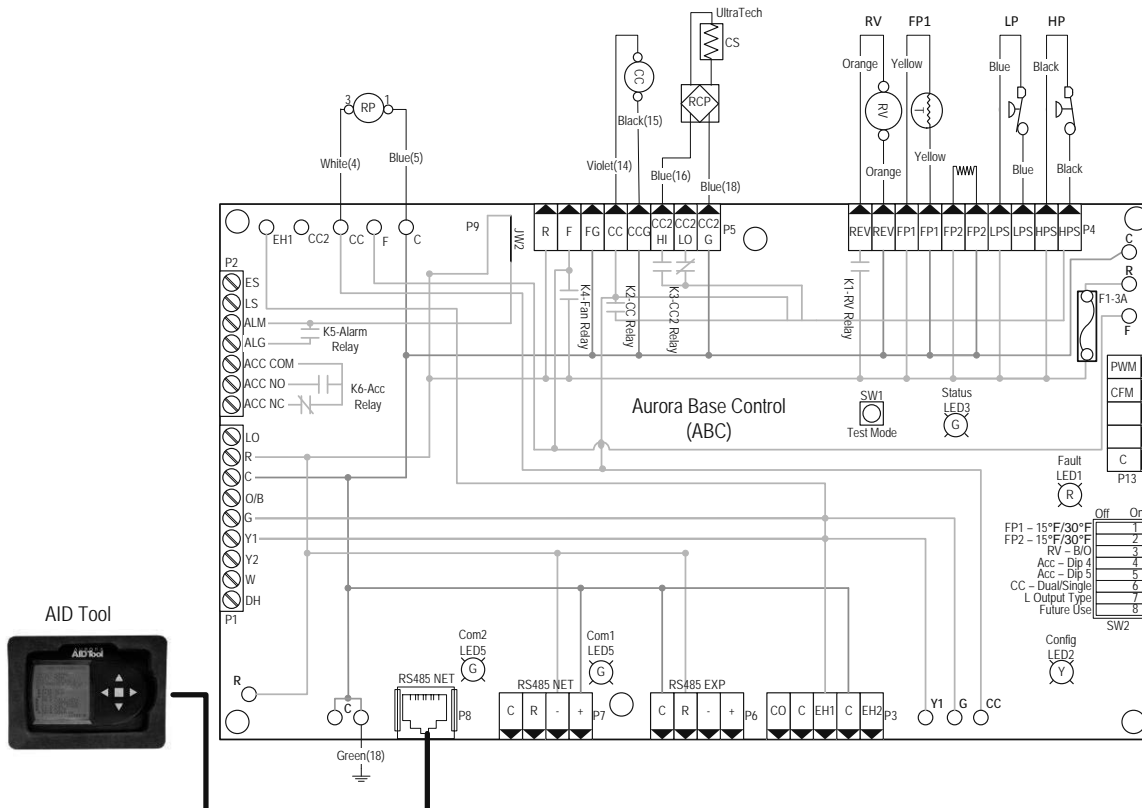 UltraTech
CS
RV
FP1
LP
HP
CC
Orange
Yellow
Blue
Black
RCP
RV
T
3
RP
1
Black(15)
White(4)
Blue(5)
Violet(14)
Blue(16)
Blue(18)
Orange
Yellow
Blue
Black
EH1
CC2
CC
F
C
P9
JW2
R
F
FG
CC
CCG
CC2 HI
CC2 LO
CC2 G
P5
REV
REV
FP1
FP1
FP2
FP2
LPS
LPS
HPS
HPS
P4
C
R
F1-3A
F
P2
ES
LS
ALM
ALG
ACC COM
ACC NO
ACC NC
K5-Alarm
Relay
K6-Acc
Relay
K4-Fan Relay
K2-CC Relay
K3-CC2 Relay
K1-RV Relay
PWM
CFM
C
P13
Aurora Base Control
(ABC)
SW1
Test Mode
Status
LED3
G
Fault
LED1
R
LO
R
C
O/B
G
Y1
Y2
W
DH
P1
Off
On
FP1 – 15°F/30°F
1
FP2 – 15°F/30°F
2
RV – B/O
3
Acc – Dip 4
4
Acc – Dip 5
5
CC – Dual/Single
6
L Output Type
7
Future Use
8
SW2
Config
LED2
Y
AID Tool
AID Tool
Com2
LED5
G
Com1
LED5
G
R
C
Green(18)
RS485 NET
P8
RS485 NET
C
R
-
+
P7
RS485 EXP
C
R
-
+
P6
CO
C
EH1
C
EH2
P3
Y1
G
CC